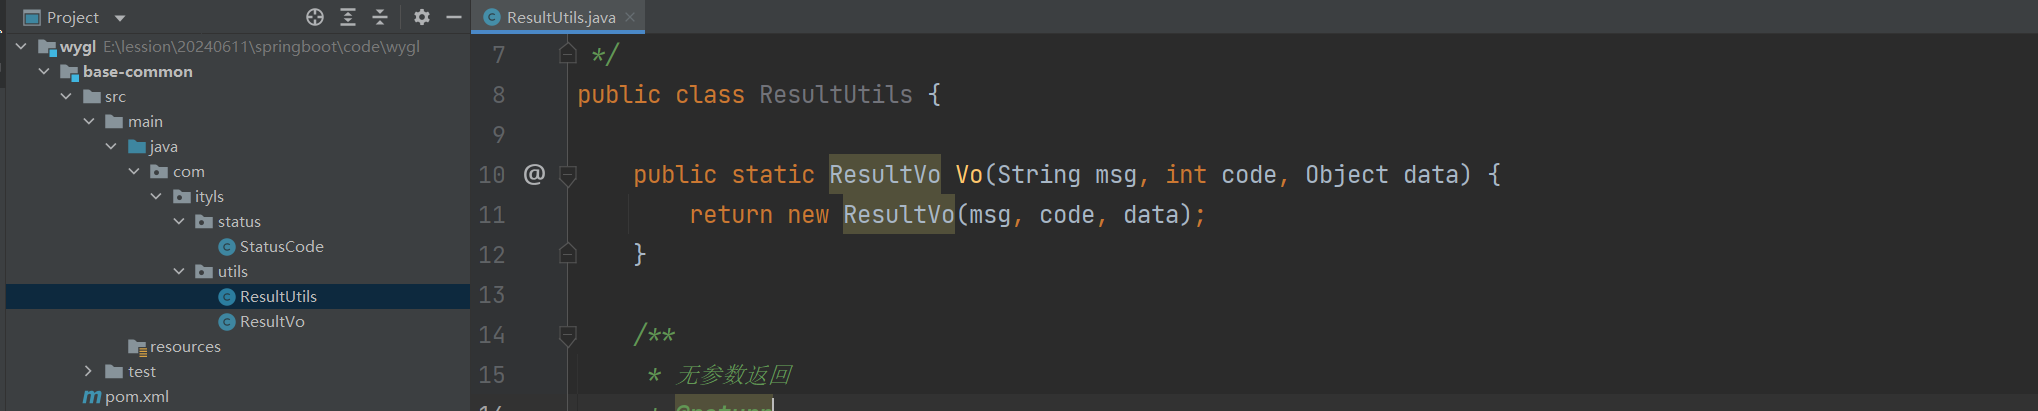 Project
wygl E:\lession\20240611\springboot\code\wygl
base-common
src
main
java
com
ityls
status
StatusCode
utils
ResultUtils
ResultVo
resources
test
pom.xml
ResultUtils.java
7 */
8 public class ResultUtils {
9
10 @ public static ResultVo Vo(String msg, int code, Object data) {
11 return new ResultVo(msg, code, data);
12 }
13
14 /**
15 * 无参数返回